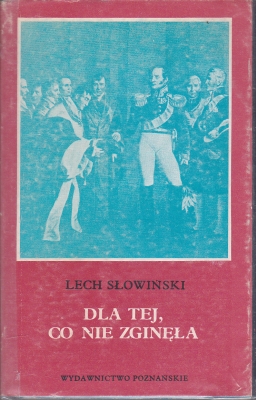 LECH SŁOWIŃSKI
DLA TEJ,
CO NIE ZGINĘŁA
WYDAWNICTWO POZNAŃSKIE